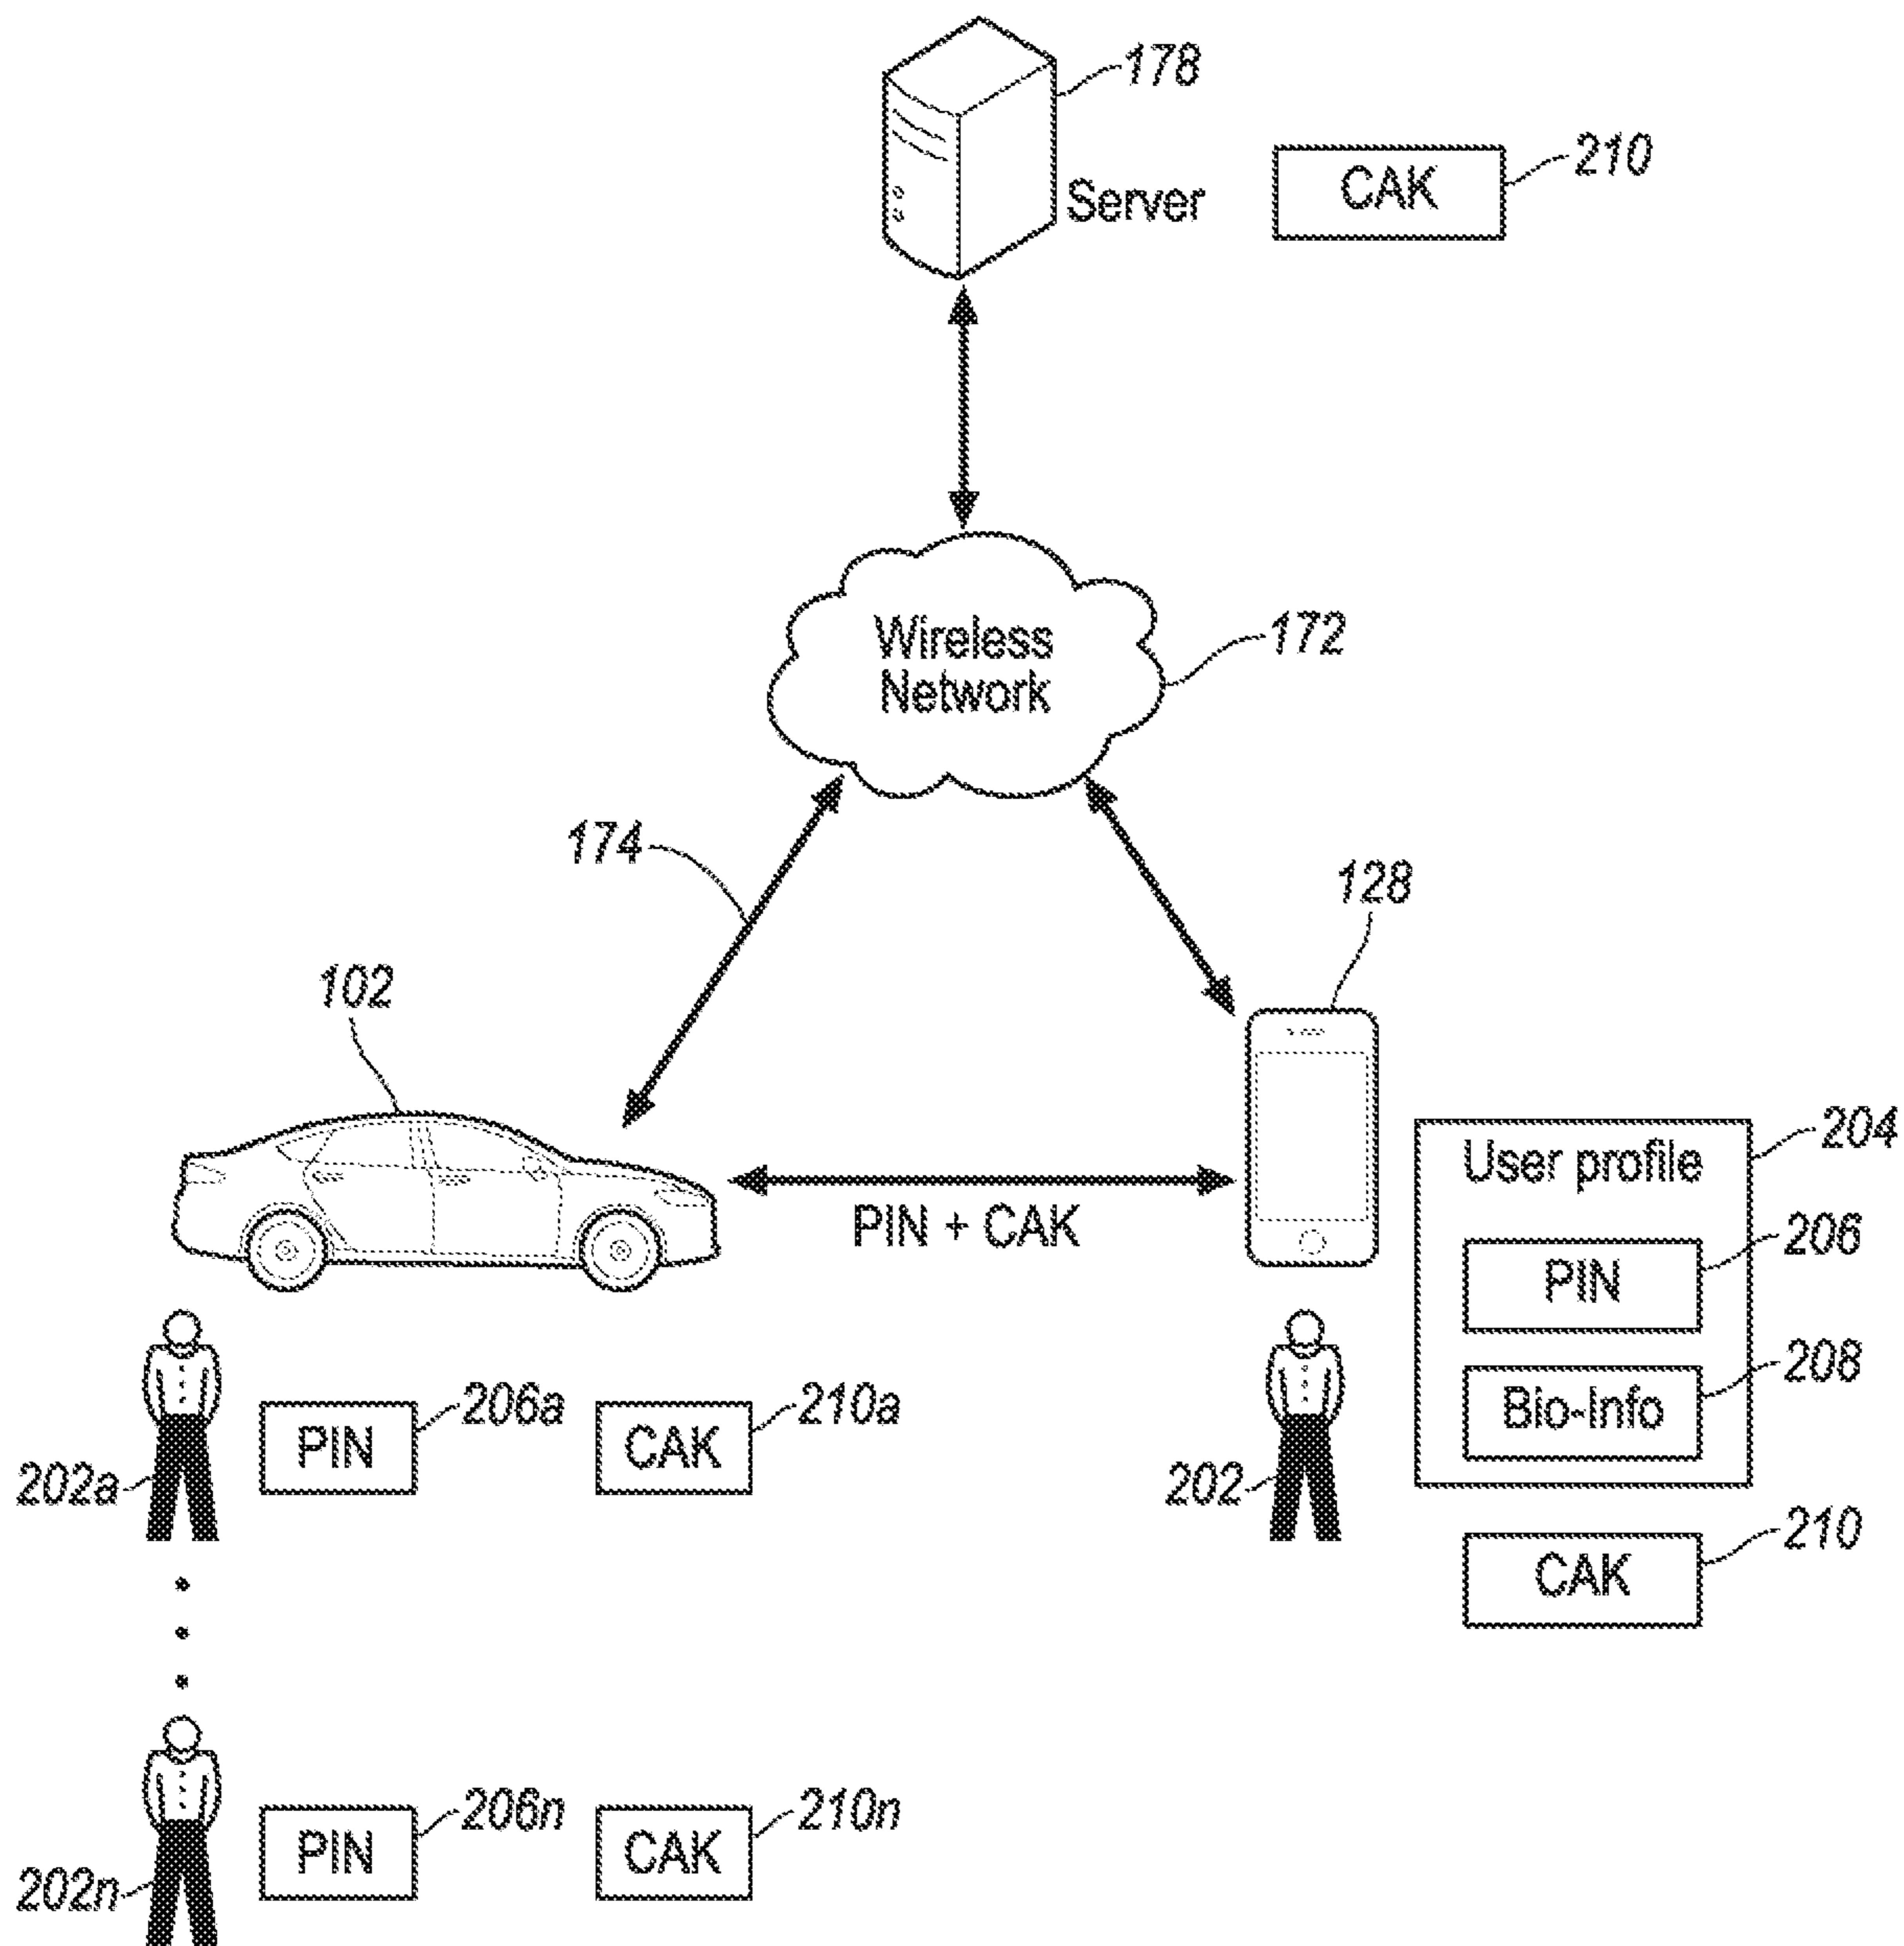 178
210
CAK
Server
172
Wireless
Network
174
128
102
204
User profile
PIN + CAK
206
PIN
208
Bio-Info
206a
210a
PIN
CAK
202a
202
210
CAK
206n
210n
PIN
CAK
202n